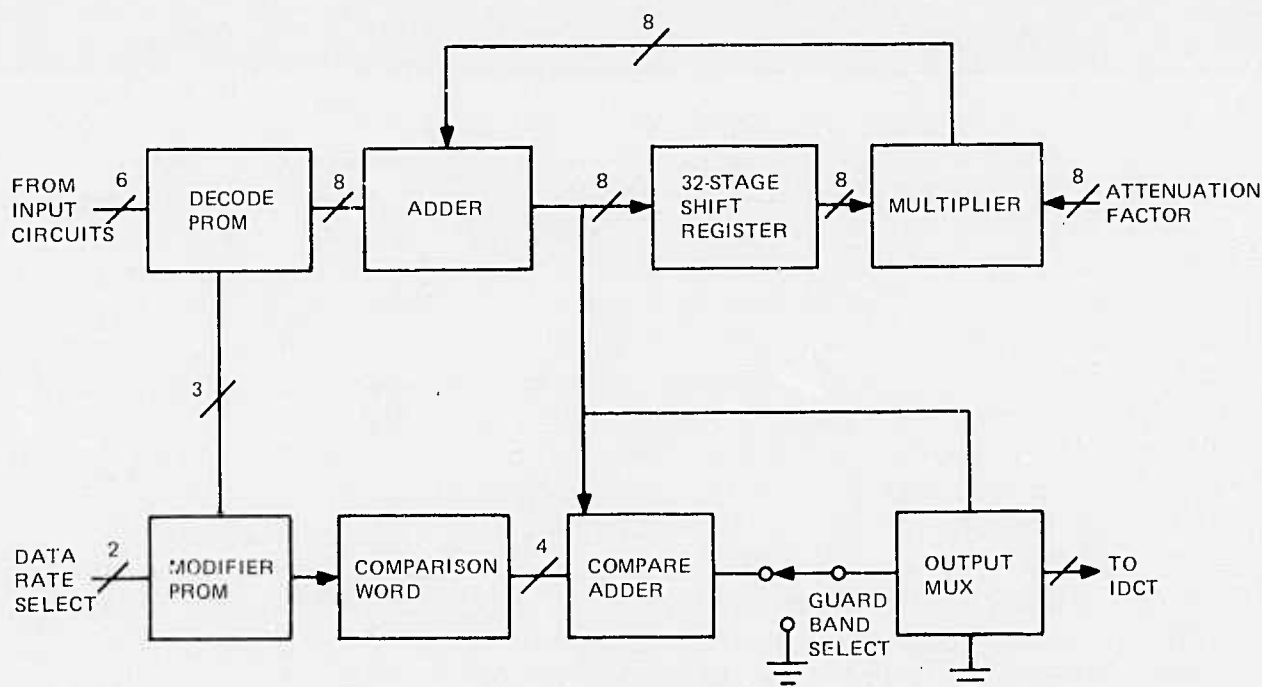 8
FROM
INPUT
CIRCUITS
6
DECODE
PROM
8
ADDER
8
32-STAGE
SHIFT
REGISTER
8
MULTIPLIER
8
ATTENUATION
FACTOR
3
DATA
RATE
SELECT
2
MODIFIER
PROM
COMPARISON
WORD
4
COMPARE
ADDER
GUARD
BAND
SELECT
OUTPUT
MUX
TO
IDCT